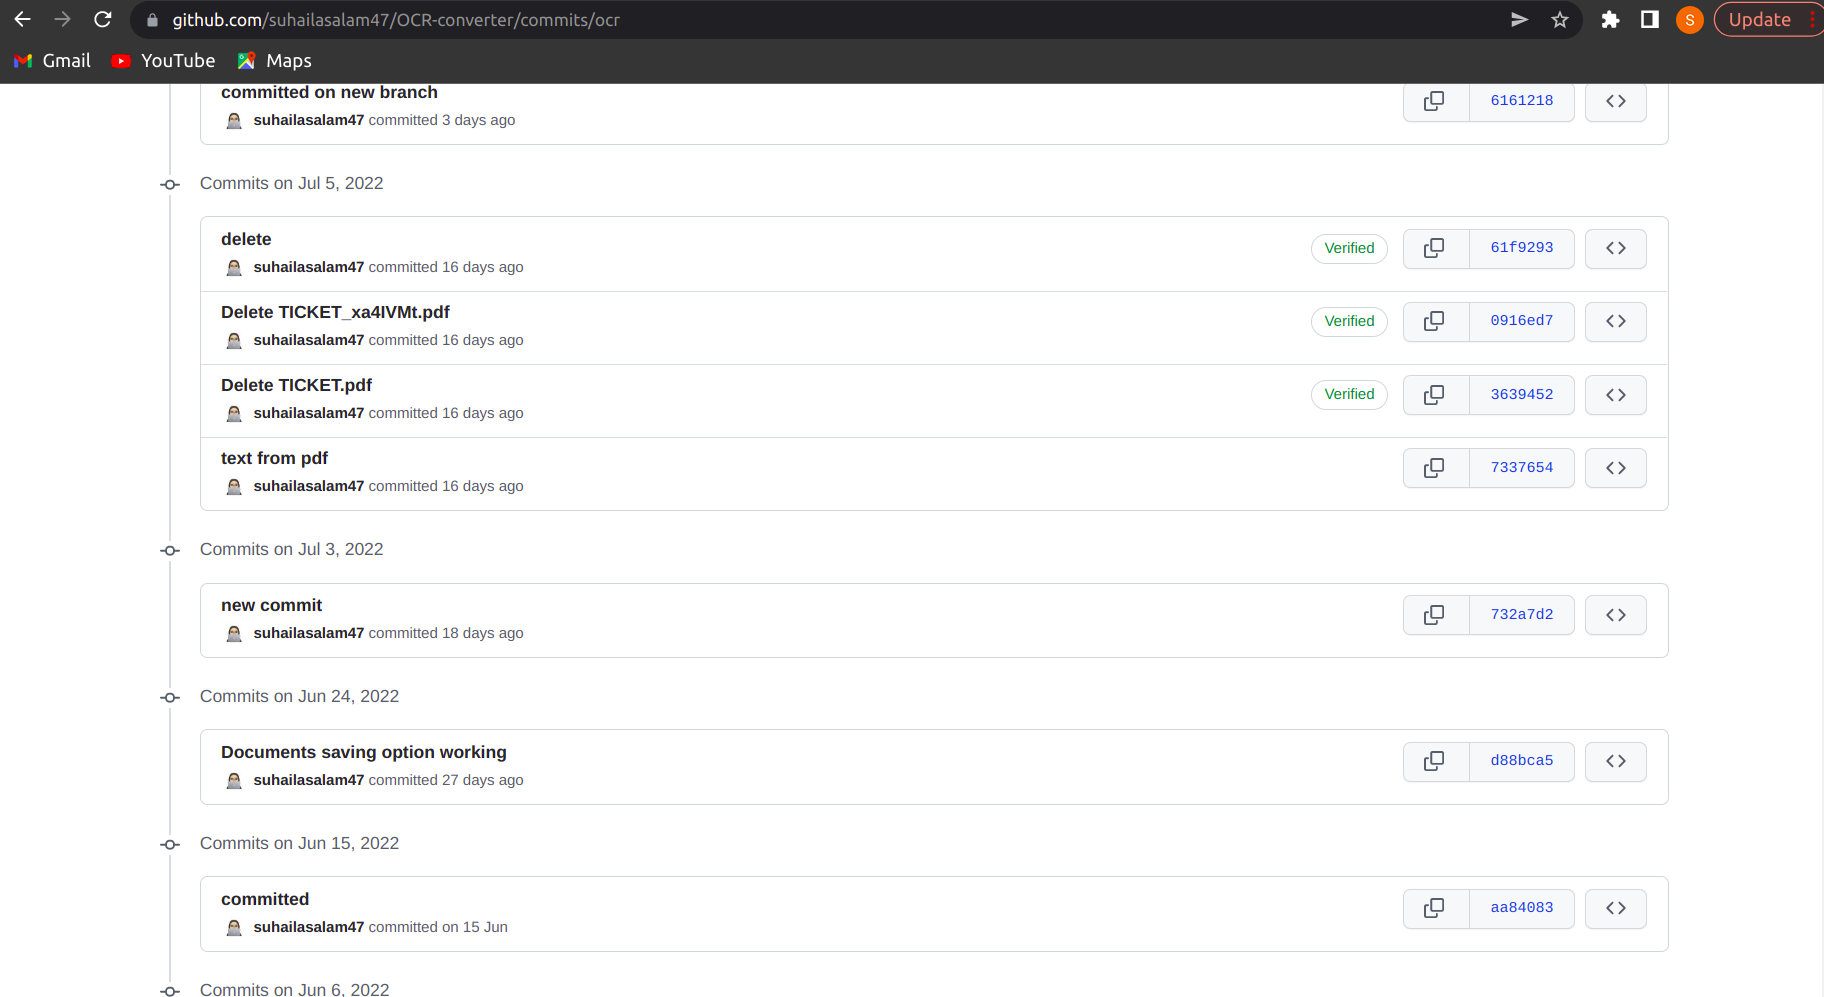 github.com/suhailasalam47/OCR-converter/commits/ocr
S
Update
Gmail
YouTube
Maps
committed on new branch
6161218
suhailasalam47 committed 3 days ago
Commits on Jul 5, 2022
delete
Verified
61f9293
suhailasalam47 committed 16 days ago
Delete TICKET_xa4IVMt.pdf
Verified
0916ed7
suhailasalam47 committed 16 days ago
Delete TICKET.pdf
Verified
3639452
suhailasalam47 committed 16 days ago
text from pdf
7337654
suhailasalam47 committed 16 days ago
Commits on Jul 3, 2022
new commit
732a7d2
suhailasalam47 committed 18 days ago
Commits on Jun 24, 2022
Documents saving option working
d88bca5
suhailasalam47 committed 27 days ago
Commits on Jun 15, 2022
committed
aa84083
suhailasalam47 committed on 15 Jun
Commits on Jun 6, 2022